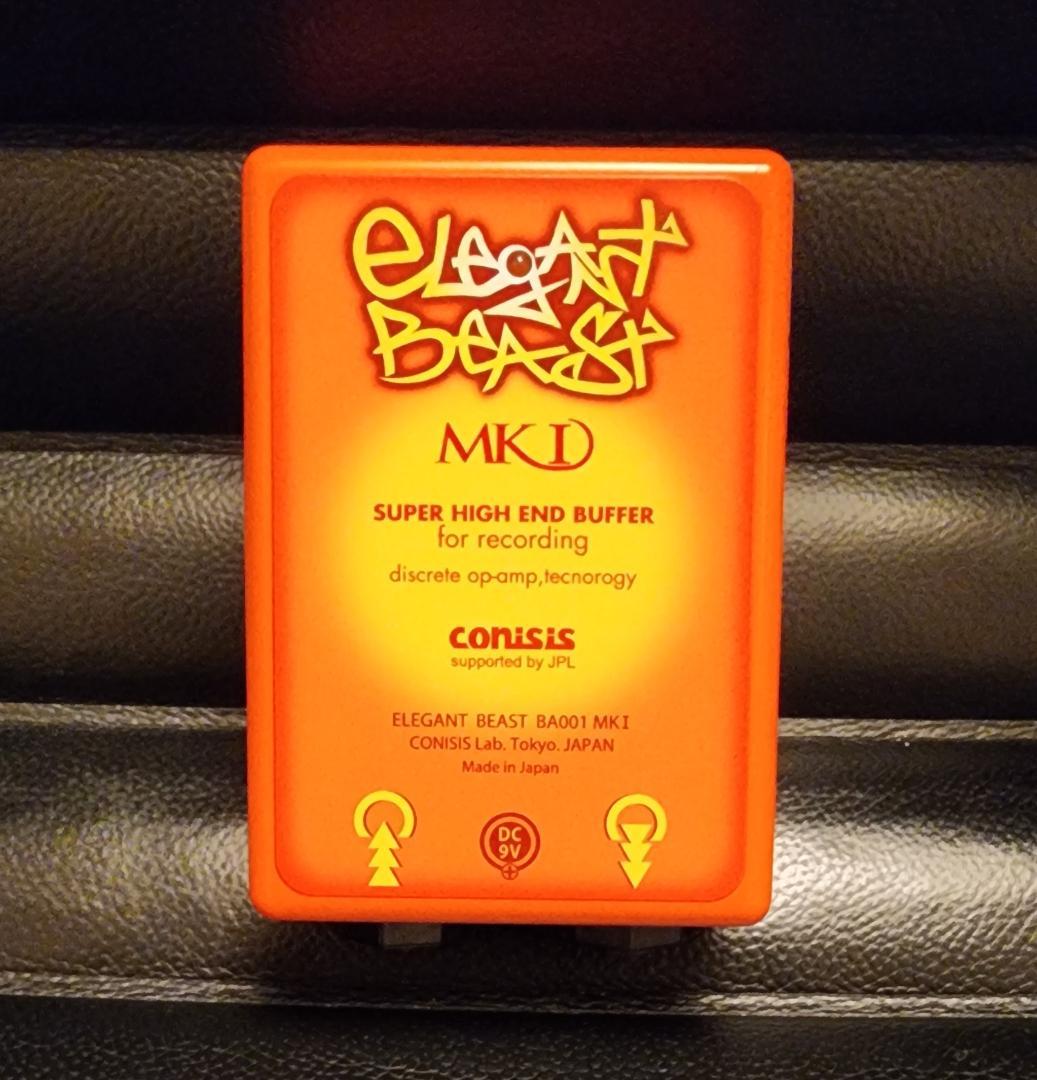 eLegAnt
BeASt
MK I
SUPER HIGH END BUFFER
for recording
discrete op-amp,tecnorogy
conisis
supported by JPL
ELEGANT BEAST BA001 MK I
CONISIS Lab. Tokyo. JAPAN
Made in Japan
DC
9V